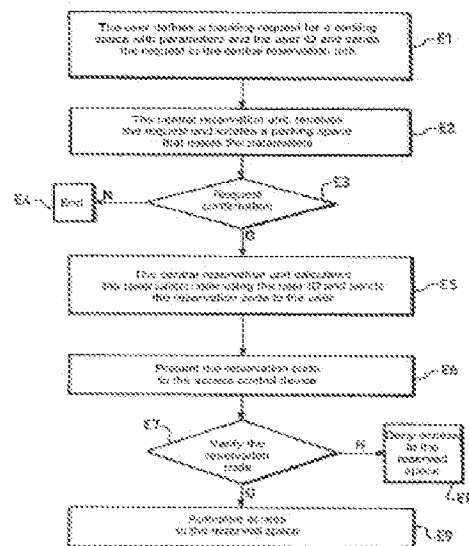 The user defines a booking request for a parking
space with parameters and the user ID and sends
the request to the central reservation unit
E1
The central reservation unit receives
the request and locates a parking space
that meets the parameters
E2
Request
confirmation
E3
N
End
E4
The central reservation unit calculates
the reservation code using the user ID and sends
the reservation code to the user
E5
Present the reservation code
to the access control device
E6
Verify the
reservation
code
E7
N
Deny access
to the
reserved
space
E8
O
Authorize access
to the reserved space
E9